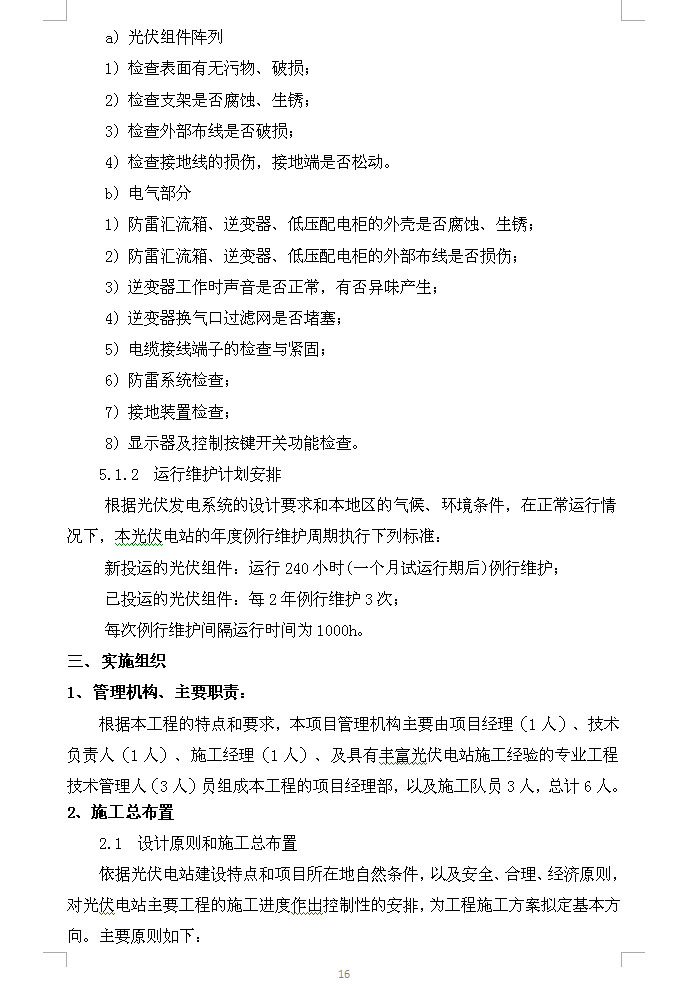 a) 光伏组件阵列
1) 检查表面有无污物、破损;
2) 检查支架是否腐蚀、生锈;
3) 检查外部布线是否破损;
4) 检查接地线的损伤, 接地端是否松动。
b) 电气部分
1) 防雷汇流箱、逆变器、低压配电柜的外壳是否腐蚀、生锈;
2) 防雷汇流箱、逆变器、低压配电柜的外部布线是否损伤;
3) 逆变器工作时声音是否正常, 有否异味产生;
4) 逆变器换气口过滤网是否堵塞;
5) 电缆接线端子的检查与紧固;
6) 防雷系统检查;
7) 接地装置检查;
8) 显示器及控制按键开关功能检查。
5.1.2 运行维护计划安排
根据光伏发电系统的设计要求和本地区的气候、环境条件, 在正常运行情
况下, 本光伏电站的年度例行维护周期执行下列标准:
新投运的光伏组件: 运行 240 小时(一个月试运行期后)例行维护;
已投运的光伏组件: 每 2 年例行维护 3 次;
每次例行维护间隔运行时间为 1000h。
三、实施组织
1、管理机构、主要职责:
根据本工程的特点和要求, 本项目管理机构主要由项目经理(1 人)、技术
负责人(1 人)、施工经理(1 人)、及具有丰富光伏电站施工经验的专业工程
技术管理人(3 人)员组成本工程的项目经理部, 以及施工队员 3 人, 总计 6 人。
2、施工总布置
2.1 设计原则和施工总布置
依据光伏电站建设特点和项目所在地自然条件, 以及安全、合理、经济原则,
对光伏电站主要工程的施工进度作出控制性的安排, 为工程施工方案拟定基本方
向。主要原则如下:
16